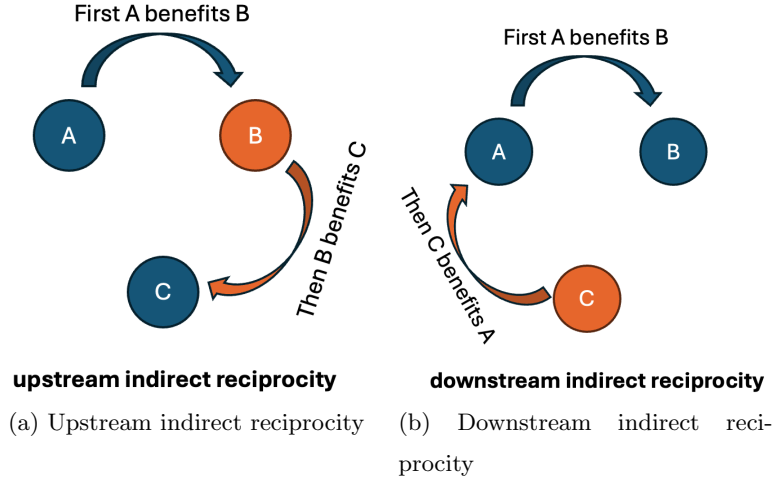 First A benefits B
A
B
Then B benefits C
C
upstream indirect reciprocity
(a) Upstream indirect reciprocity
First A benefits B
A
B
Then C benefits A
C
downstream indirect reciprocity
(b) Downstream indirect reci-
procity